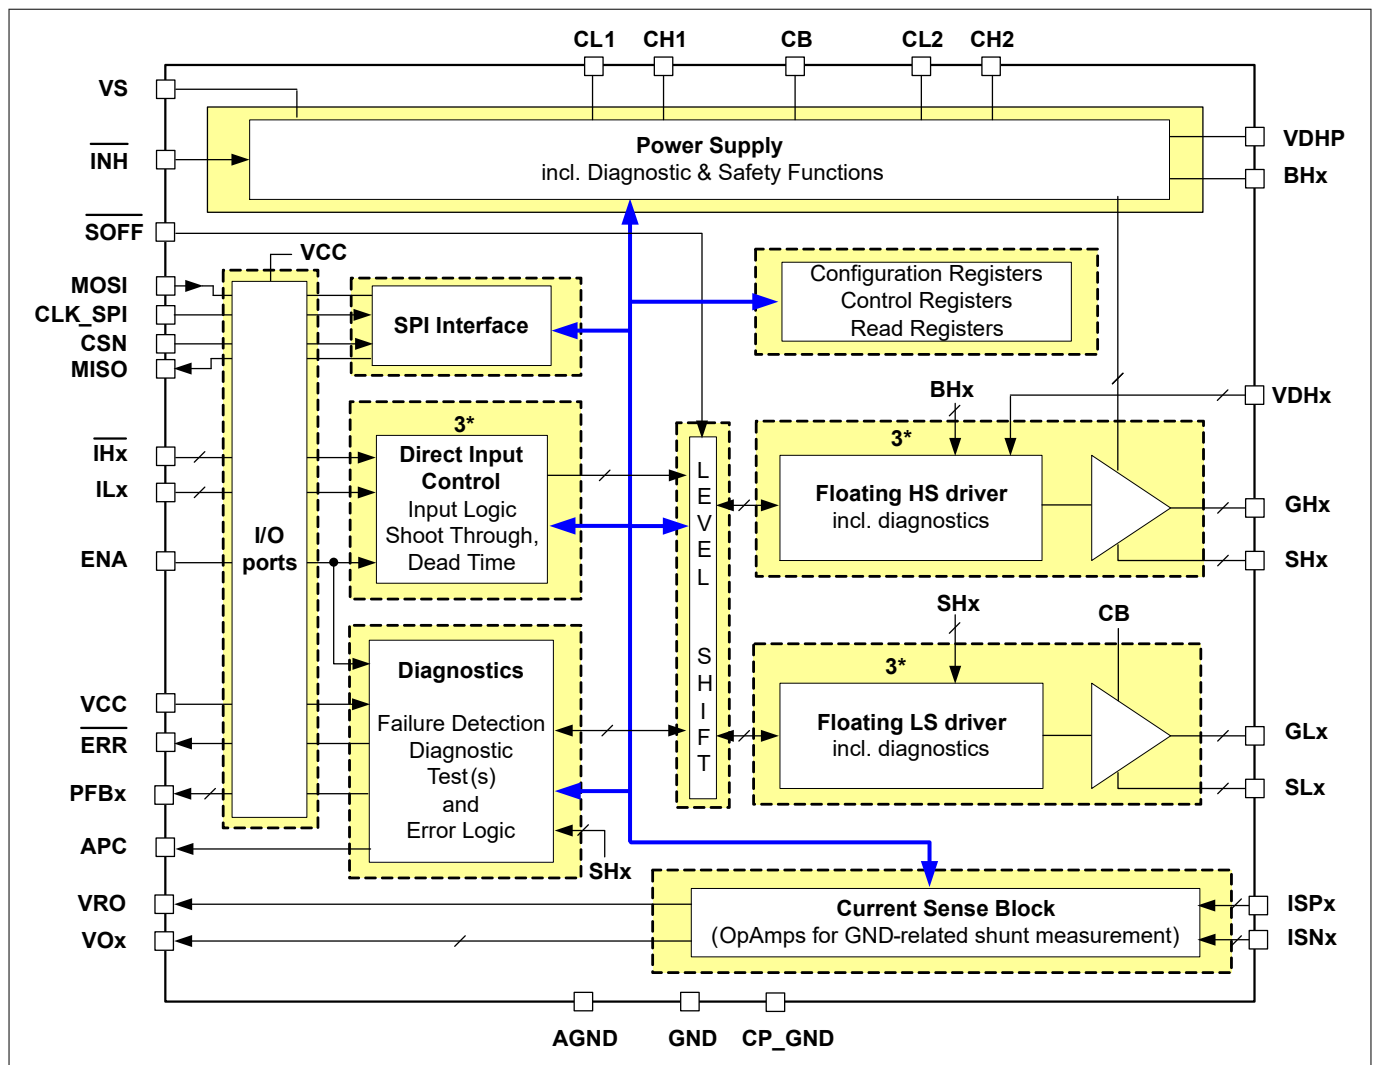 CL1 CH1 CB CL2 CH2
VS
INH
SOFF
Power Supply
incl. Diagnostic & Safety Functions
VDHP
BHx
VCC
MOSI
CLK_SPI
CSN
MISO
SPI Interface
Configuration Registers
Control Registers
Read Registers
IHx
ILx
ENA
I/O
ports
3*
Direct Input
Control
Input Logic
Shoot Through,
Dead Time
LEVEL SHIFT
BHx
VDHx
3*
Floating HS driver
incl. diagnostics
GHx
SHx
VCC
ERR
PFBx
APC
Diagnostics
Failure Detection
Diagnostic
Test(s)
and
Error Logic
SHx
SHx
CB
3*
Floating LS driver
incl. diagnostics
GLx
SLx
VRO
VOx
Current Sense Block
(OpAmps for GND-related shunt measurement)
ISPx
ISNx
AGND GND CP_GND